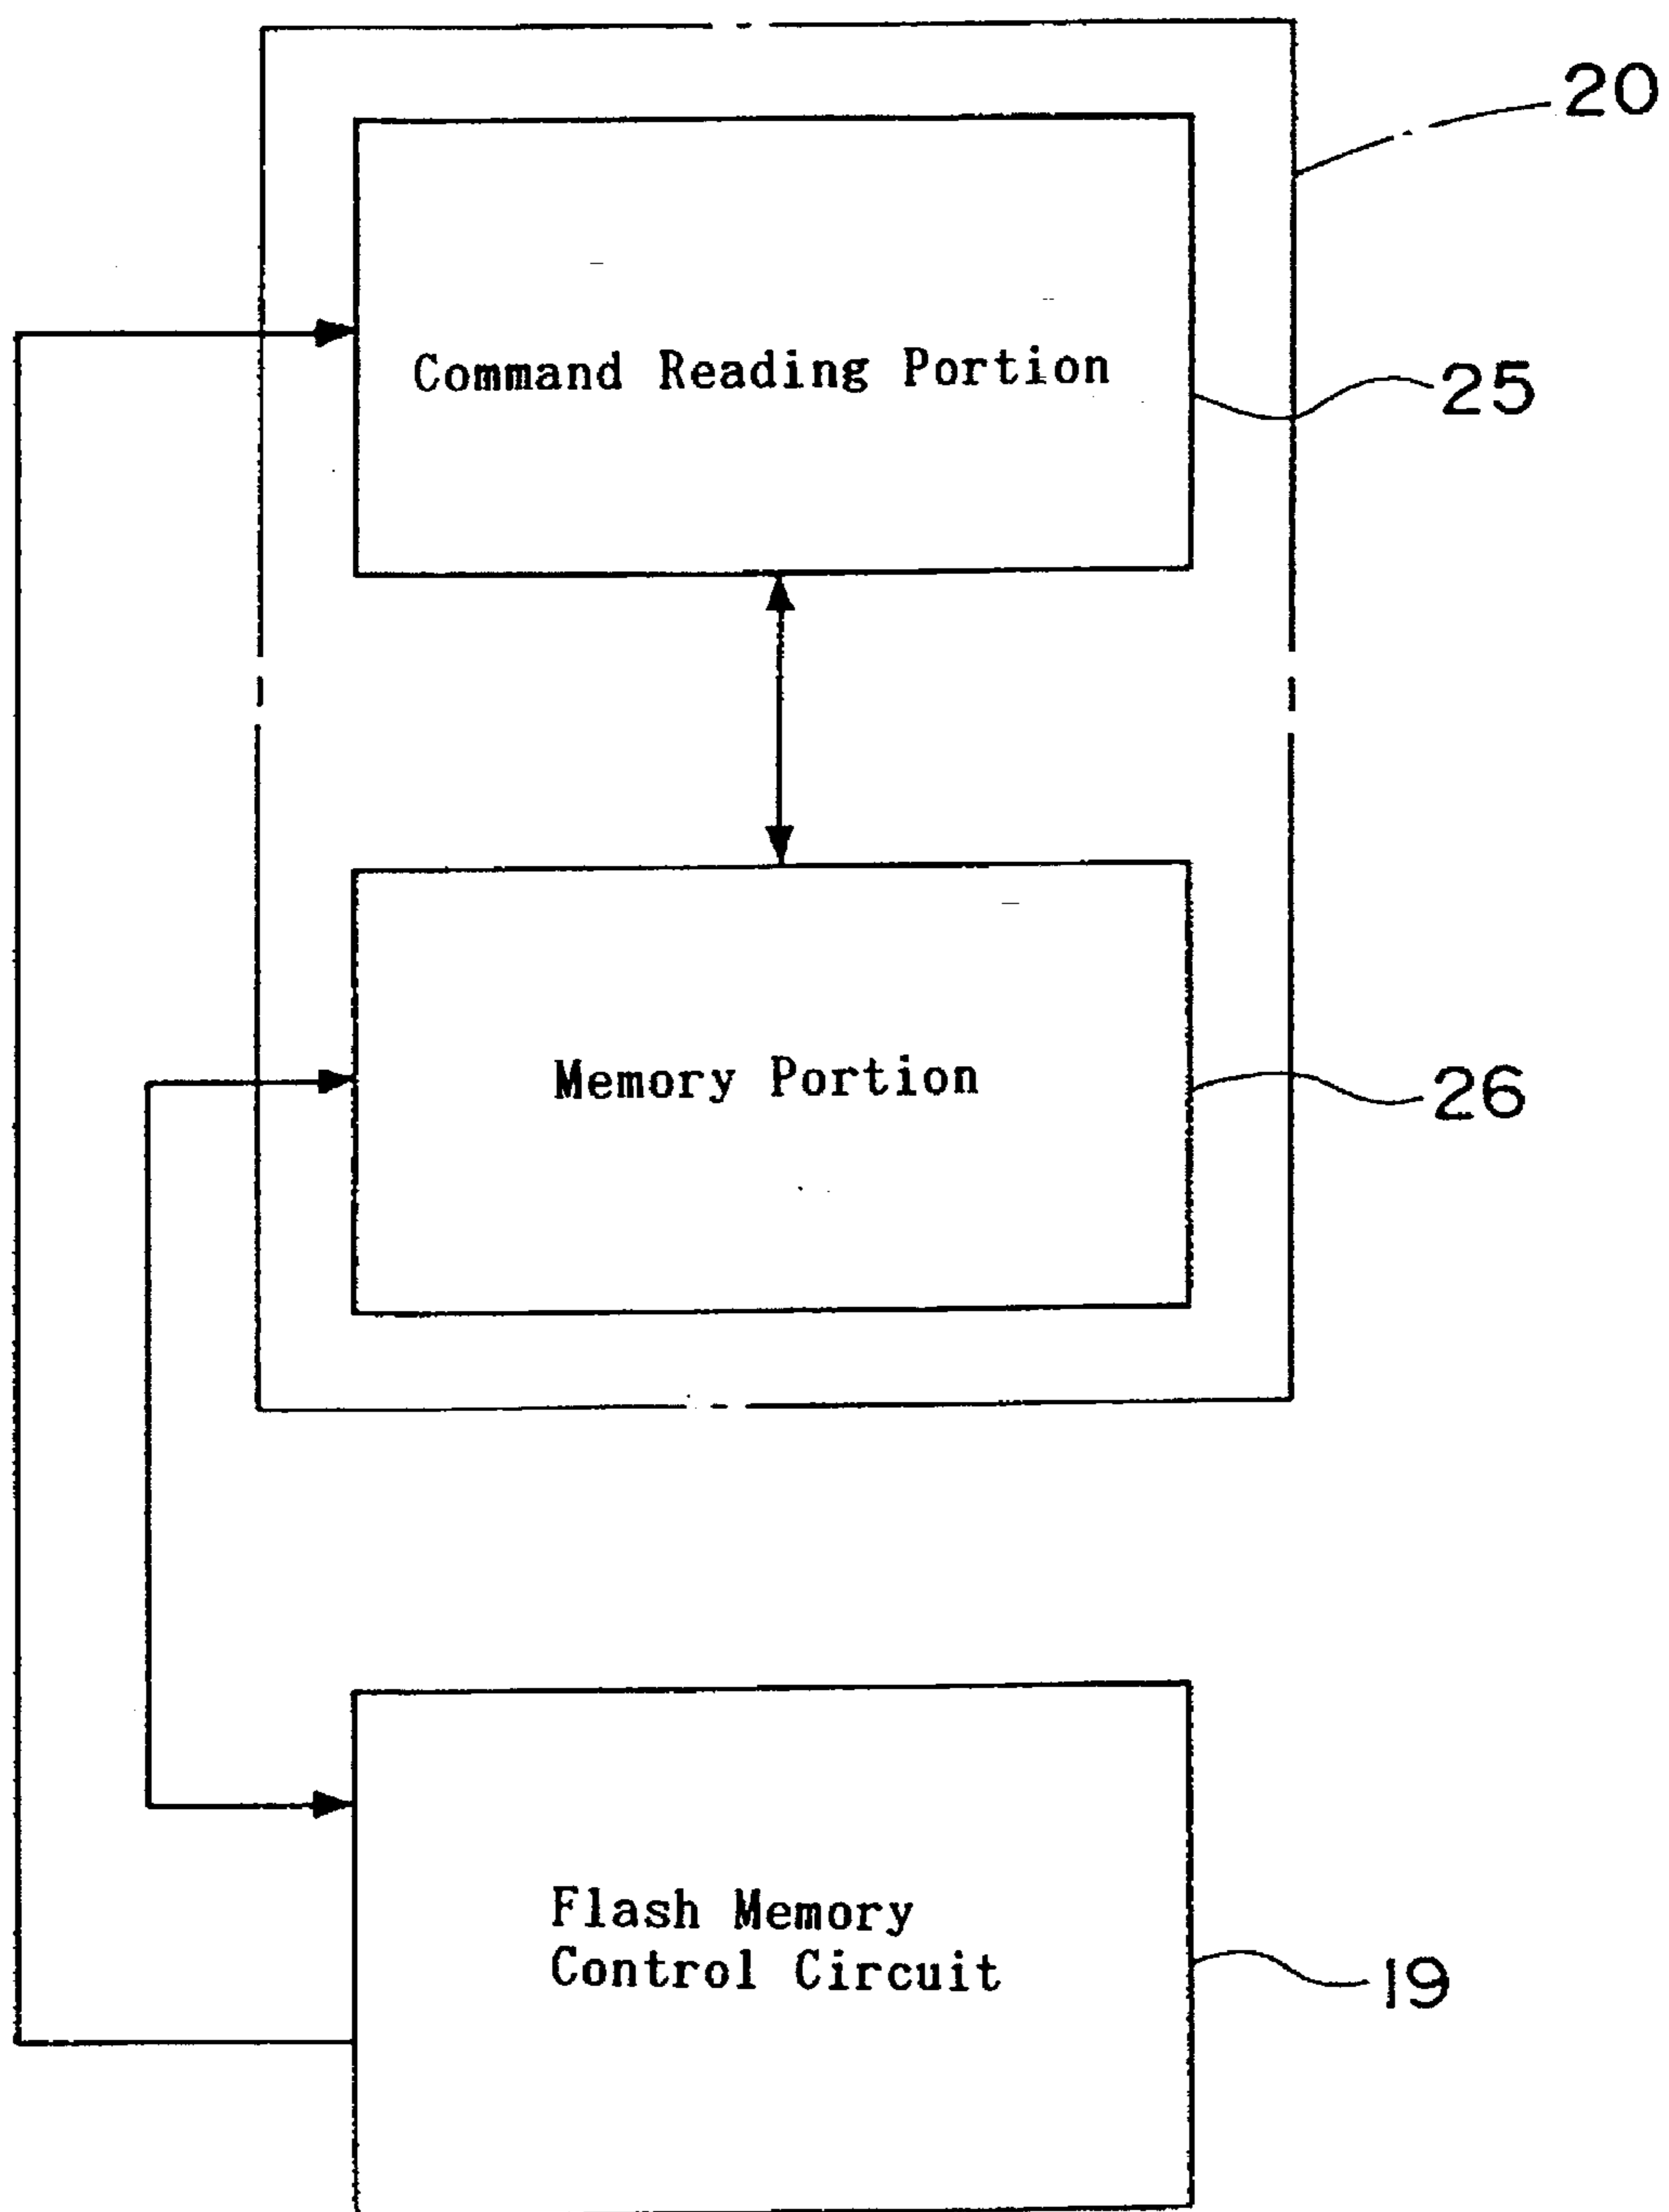 20
Command Reading Portion
25
Memory Portion
26
Flash Memory
Control Circuit
19